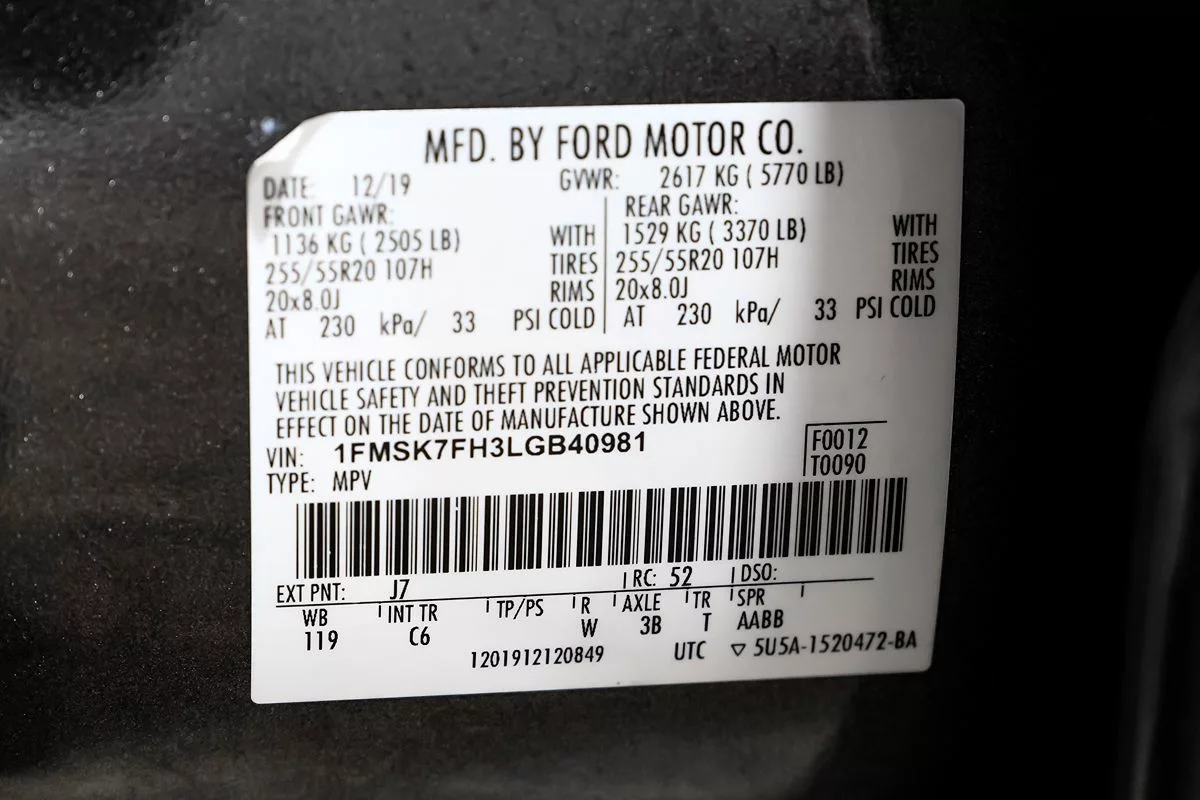 MFD. BY FORD MOTOR CO.
DATE: 12/19 GVWR: 2617 KG ( 5770 LB)
FRONT GAWR: REAR GAWR:
1136 KG ( 2505 LB) WITH 1529 KG ( 3370 LB) WITH
255/55R20 107H TIRES 255/55R20 107H TIRES
20x8.0J RIMS 20x8.0J RIMS
AT 230 kPa/ 33 PSI COLD AT 230 kPa/ 33 PSI COLD
THIS VEHICLE CONFORMS TO ALL APPLICABLE FEDERAL MOTOR
VEHICLE SAFETY AND THEFT PREVENTION STANDARDS IN
EFFECT ON THE DATE OF MANUFACTURE SHOWN ABOVE.
VIN: 1FMSK7FH3LGB40981 F0012
TYPE: MPV T0090
EXT PNT: J7 RC: 52 DSO:
WB INT TR TP/PS R AXLE TR SPR
119 C6 W 3B T AABB
1201912120849 UTC ▽ 5U5A-1520472-BA